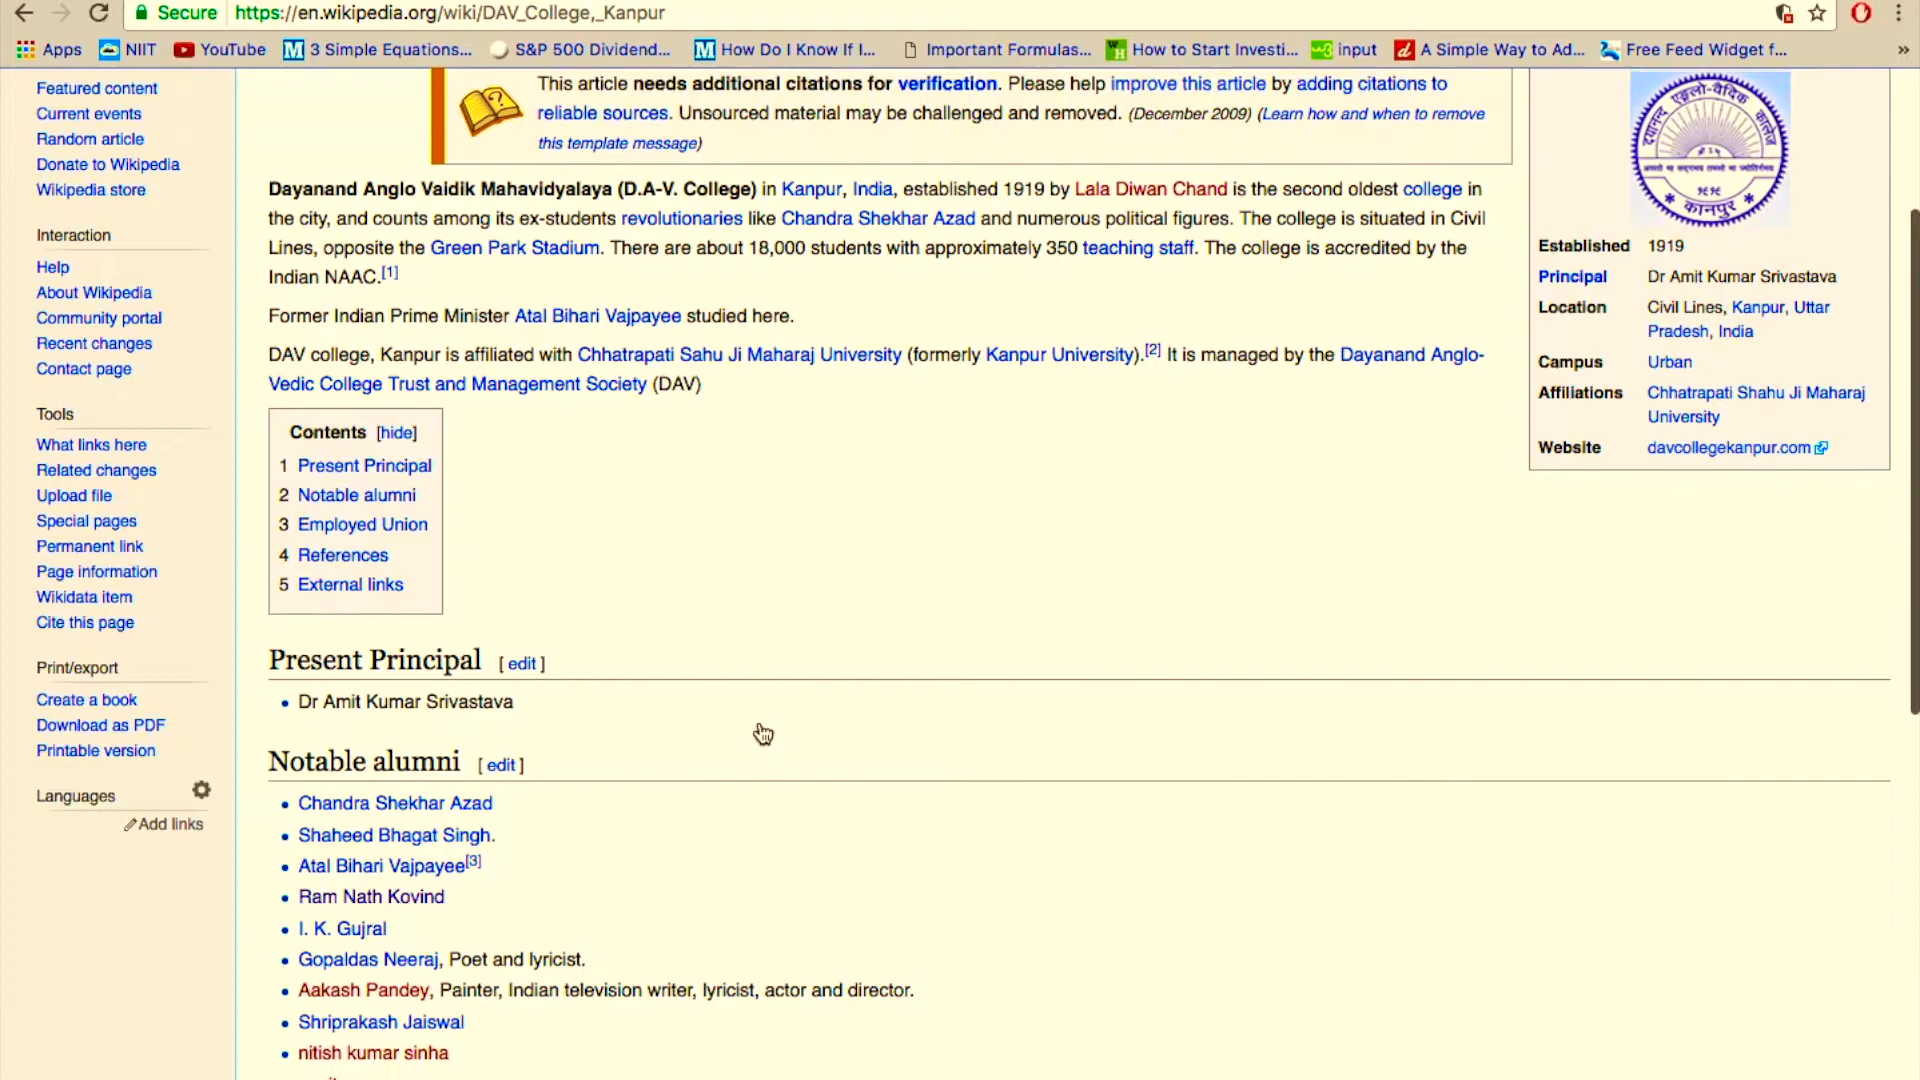 Secure https://en.wikipedia.org/wiki/DAV_College,_Kanpur
Apps NIIT YouTube 3 Simple Equations... S&P 500 Dividend... How Do I Know If I... Important Formulas... How to Start Investi... input A Simple Way to Ad... Free Feed Widget f... »
Featured content
Current events
Random article
Donate to Wikipedia
Wikipedia store
Interaction
Help
About Wikipedia
Community portal
Recent changes
Contact page
Tools
What links here
Related changes
Upload file
Special pages
Permanent link
Page information
Wikidata item
Cite this page
Print/export
Create a book
Download as PDF
Printable version
Languages
Add links
This article needs additional citations for verification. Please help improve this article by adding citations to
reliable sources. Unsourced material may be challenged and removed. (December 2009) (Learn how and when to remove
this template message)
Dayanand Anglo Vaidik Mahavidyalaya (D.A-V. College) in Kanpur, India, established 1919 by Lala Diwan Chand is the second oldest college in
the city, and counts among its ex-students revolutionaries like Chandra Shekhar Azad and numerous political figures. The college is situated in Civil
Lines, opposite the Green Park Stadium. There are about 18,000 students with approximately 350 teaching staff. The college is accredited by the
Indian NAAC.[1]
Former Indian Prime Minister Atal Bihari Vajpayee studied here.
DAV college, Kanpur is affiliated with Chhatrapati Sahu Ji Maharaj University (formerly Kanpur University).[2] It is managed by the Dayanand Anglo-
Vedic College Trust and Management Society (DAV)
Contents [hide]
1 Present Principal
2 Notable alumni
3 Employed Union
4 References
5 External links
Present Principal [ edit ]
• Dr Amit Kumar Srivastava
Notable alumni [ edit ]
• Chandra Shekhar Azad
• Shaheed Bhagat Singh.
• Atal Bihari Vajpayee[3]
• Ram Nath Kovind
• I. K. Gujral
• Gopaldas Neeraj, Poet and lyricist.
• Aakash Pandey, Painter, Indian television writer, lyricist, actor and director.
• Shriprakash Jaiswal
• nitish kumar sinha
दयानन्द एङ्गलो-वैदिक कालेज
१९१९
कानपुर
Established 1919
Principal Dr Amit Kumar Srivastava
Location Civil Lines, Kanpur, Uttar
Pradesh, India
Campus Urban
Affiliations Chhatrapati Shahu Ji Maharaj
University
Website davcollegekanpur.com